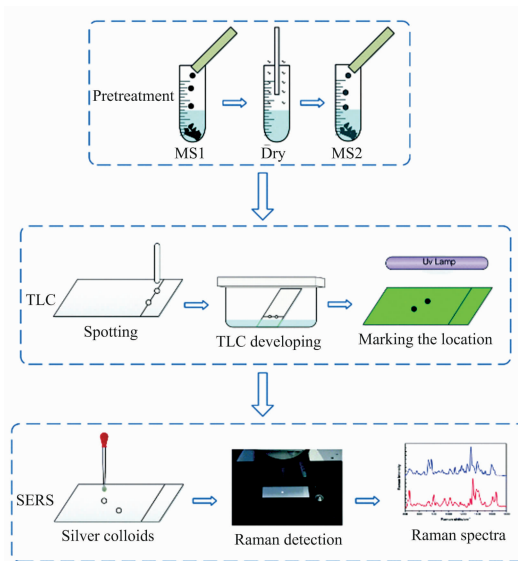 Pretreatment
MS1
Dry
MS2
Uv Lamp
TLC
Spotting
TLC developing
Marking the location
SERS
Silver colloids
Raman detection
Raman spectra